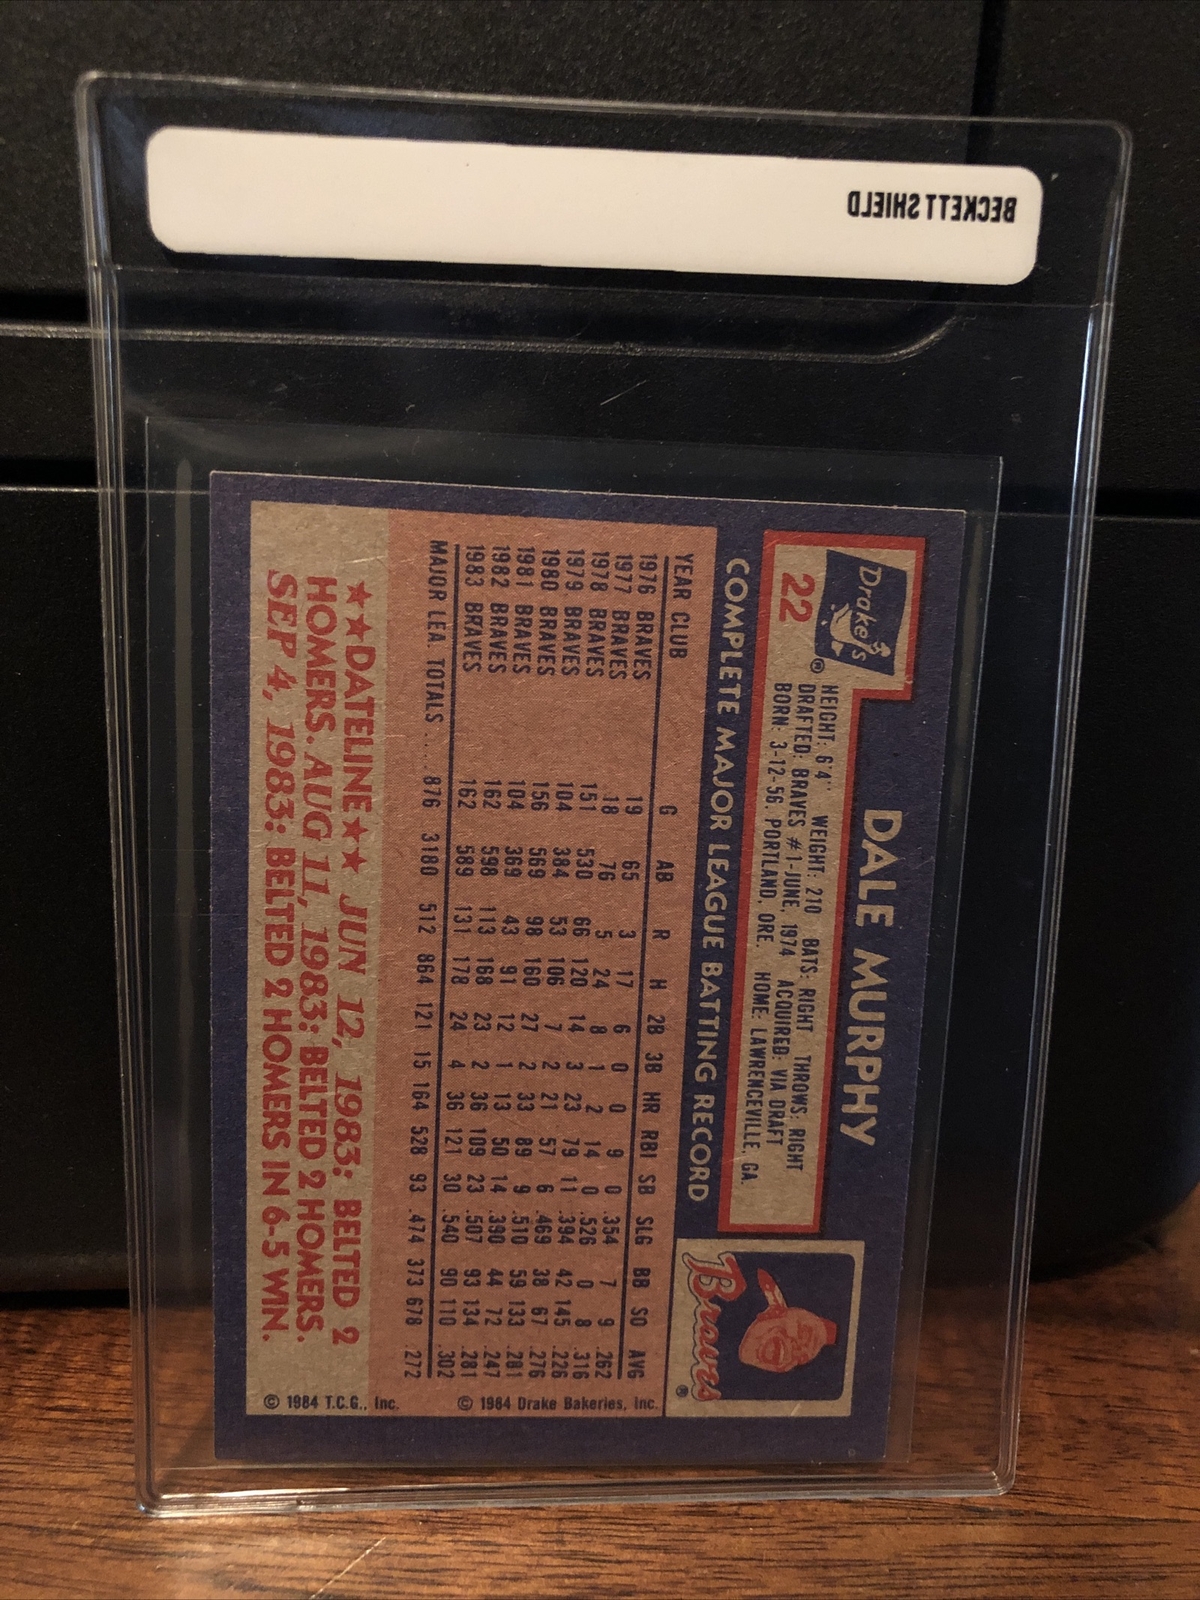 BECKETT SHIELD
Drake's ®
22
DALE MURPHY
HEIGHT: 6'4" WEIGHT: 210 BATS: RIGHT THROWS: RIGHT
DRAFTED: BRAVES #1-JUNE, 1974 ACQUIRED: VIA DRAFT
BORN: 3-12-56, PORTLAND, ORE. HOME: LAWRENCEVILLE, GA.
Braves ®
COMPLETE MAJOR LEAGUE BATTING RECORD
YEAR CLUB G AB R H 2B 3B HR RBI SB SLG BB SO AVG
1976 BRAVES 19 65 3 17 6 0 0 9 0 .354 7 9 .262
1977 BRAVES 18 76 5 24 8 1 2 14 0 .526 0 8 .316
1978 BRAVES 151 530 66 120 14 3 23 79 11 .394 42 145 .226
1979 BRAVES 104 384 53 106 7 2 21 57 6 .469 38 67 .276
1980 BRAVES 156 569 98 160 27 2 33 89 9 .510 59 133 .281
1981 BRAVES 104 369 43 91 12 1 13 50 14 .390 44 72 .247
1982 BRAVES 162 598 113 168 23 2 36 109 23 .507 93 134 .281
1983 BRAVES 162 589 131 178 24 4 36 121 30 .540 90 110 .302
MAJOR LEA. TOTALS ... 876 3180 512 864 121 15 164 528 93 .474 373 678 .272
★★DATELINE★★ JUN 12, 1983: BELTED 2
HOMERS. AUG 11, 1983: BELTED 2 HOMERS.
SEP 4, 1983: BELTED 2 HOMERS IN 6-5 WIN.
© 1984 T.C.G., Inc. © 1984 Drake Bakeries, Inc.